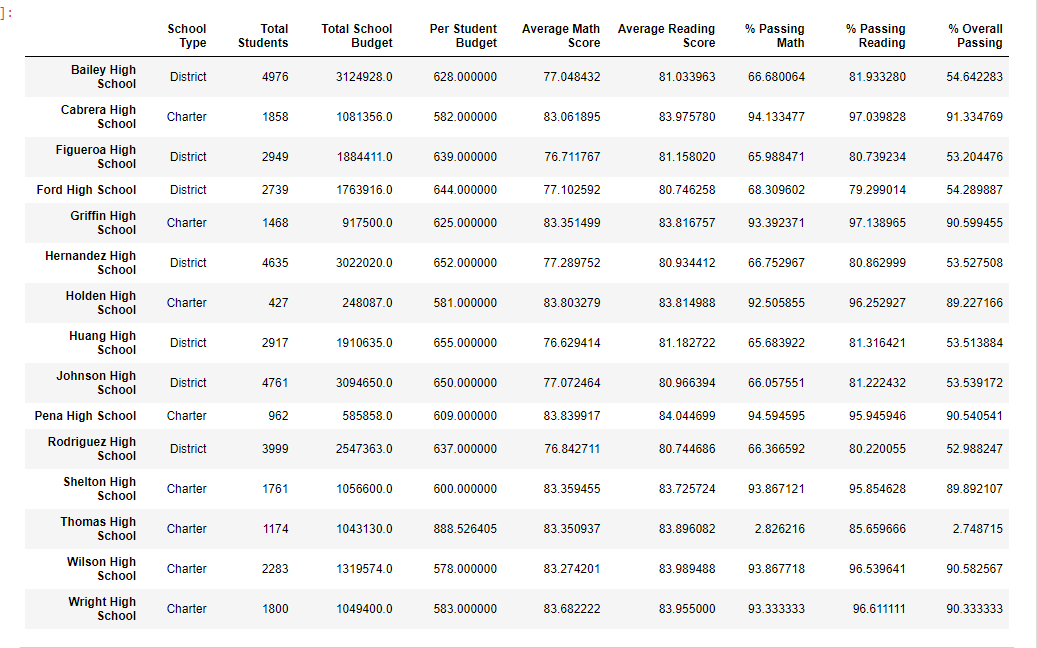 ]:
School Type Total Students Total School Budget Per Student Budget Average Math Score Average Reading Score % Passing Math % Passing Reading % Overall Passing
Bailey High School District 4976 3124928.0 628.000000 77.048432 81.033963 66.680064 81.933280 54.642283
Cabrera High School Charter 1858 1081356.0 582.000000 83.061895 83.975780 94.133477 97.039828 91.334769
Figueroa High School District 2949 1884411.0 639.000000 76.711767 81.158020 65.988471 80.739234 53.204476
Ford High School District 2739 1763916.0 644.000000 77.102592 80.746258 68.309602 79.299014 54.289887
Griffin High School Charter 1468 917500.0 625.000000 83.351499 83.816757 93.392371 97.138965 90.599455
Hernandez High School District 4635 3022020.0 652.000000 77.289752 80.934412 66.752967 80.862999 53.527508
Holden High School Charter 427 248087.0 581.000000 83.803279 83.814988 92.505855 96.252927 89.227166
Huang High School District 2917 1910635.0 655.000000 76.629414 81.182722 65.683922 81.316421 53.513884
Johnson High School District 4761 3094650.0 650.000000 77.072464 80.966394 66.057551 81.222432 53.539172
Pena High School Charter 962 585858.0 609.000000 83.839917 84.044699 94.594595 95.945946 90.540541
Rodriguez High School District 3999 2547363.0 637.000000 76.842711 80.744686 66.366592 80.220055 52.988247
Shelton High School Charter 1761 1056600.0 600.000000 83.359455 83.725724 93.867121 95.854628 89.892107
Thomas High School Charter 1174 1043130.0 888.526405 83.350937 83.896082 2.826216 85.659666 2.748715
Wilson High School Charter 2283 1319574.0 578.000000 83.274201 83.989488 93.867718 96.539641 90.582567
Wright High School Charter 1800 1049400.0 583.000000 83.682222 83.955000 93.333333 96.611111 90.333333